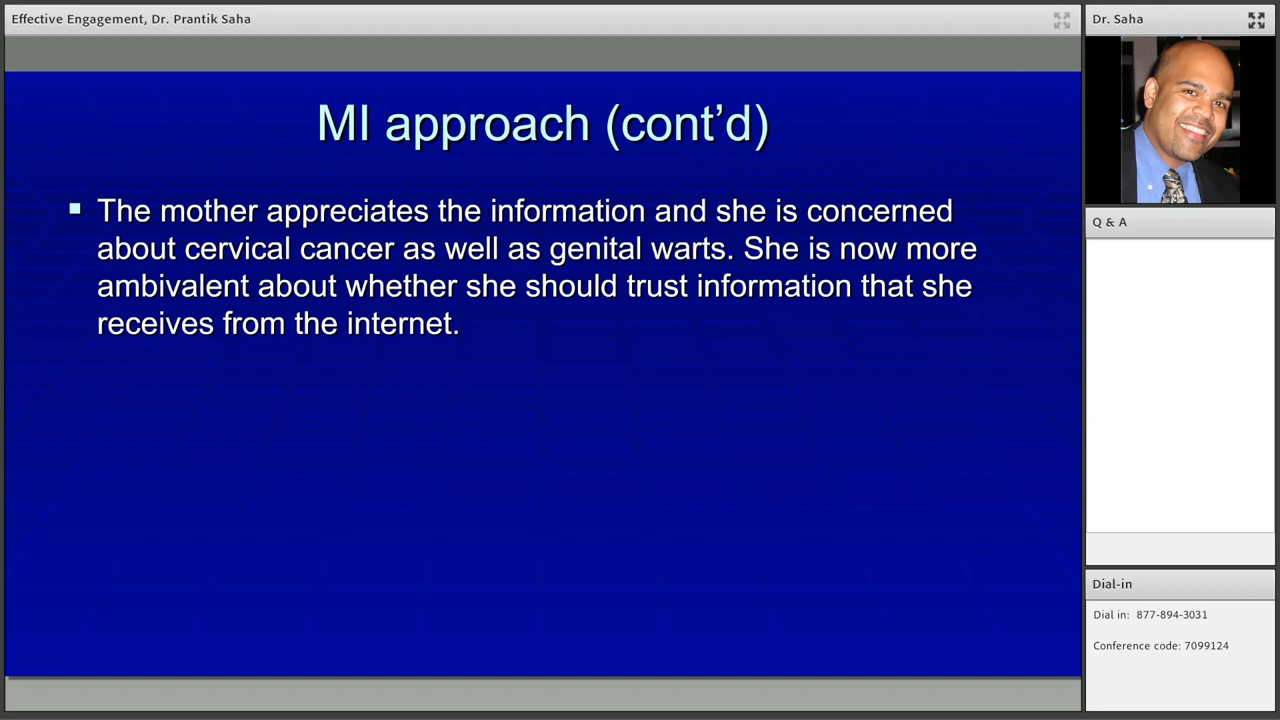 Effective Engagement, Dr. Prantik Saha
MI approach (cont’d)
The mother appreciates the information and she is concerned
about cervical cancer as well as genital warts. She is now more
ambivalent about whether she should trust information that she
receives from the internet.
Dr. Saha
Q & A
Dial-in
Dial in: 877-894-3031
Conference code: 7099124